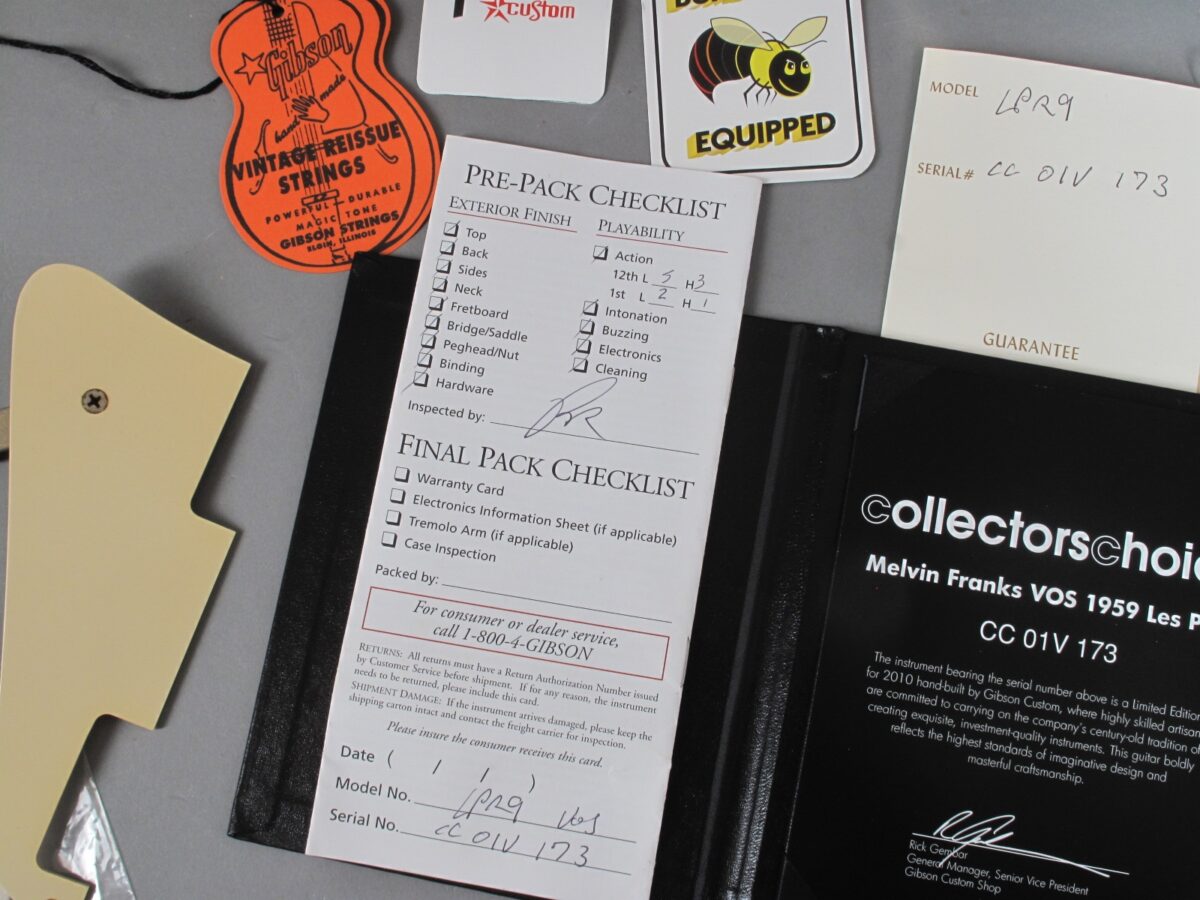 Gibson
hand made
VINTAGE REISSUE
STRINGS
POWERFUL - DURABLE
MAGIC TONE
GIBSON STRINGS
ELGIN, ILLINOIS
custom
EQUIPPED
MODEL LPR9
SERIAL# CC 01V 173
GUARANTEE
PRE-PACK CHECKLIST
EXTERIOR FINISH
Top
Back
Sides
Neck
Fretboard
Bridge/Saddle
Peghead/Nut
Binding
Hardware
PLAYABILITY
Action
12th L 5 H 3
1st L 2 H 1
Intonation
Buzzing
Electronics
Cleaning
Inspected by:
FINAL PACK CHECKLIST
Warranty Card
Electronics Information Sheet (if applicable)
Tremolo Arm (if applicable)
Case Inspection
Packed by:
For consumer or dealer service,
call 1-800-4-GIBSON
RETURNS: All returns must have a Return Authorization Number issued
by Customer Service before shipment. If for any reason, the instrument
needs to be returned, please include this card.
SHIPMENT DAMAGE: If the instrument arrives damaged, please keep the
shipping carton intact and contact the freight carrier for inspection.
Please insure the consumer receives this card.
Date ( / / )
Model No. LPR9 VOS
Serial No. CC 01V 173
collectorschoic
Melvin Franks VOS 1959 Les P
CC 01V 173
The instrument bearing the serial number above is a Limited Edition
for 2010 hand-built by Gibson Custom, where highly skilled artisan
are committed to carrying on the company's century-old tradition of
creating exquisite, investment-quality instruments. This guitar boldly
reflects the highest standards of imaginative design and
masterful craftsmanship.
Rick Gembar
General Manager, Senior Vice President
Gibson Custom Shop